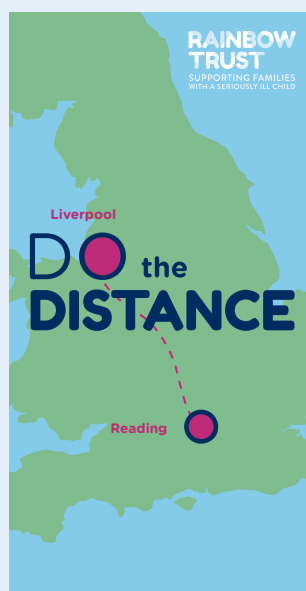 RAINBOW
TRUST
SUPPORTING FAMILIES
WITH A SERIOUSLY ILL CHILD
Liverpool
DO the
DISTANCE
Reading